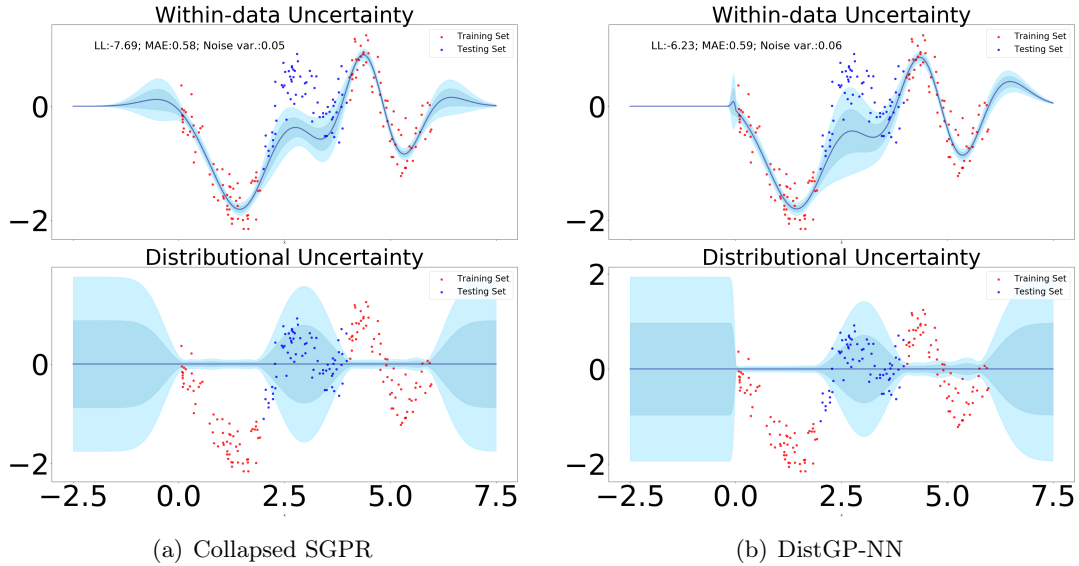 Within-data Uncertainty
LL:-7.69; MAE:0.58; Noise var.:0.05
Training Set
Testing Set
0
−2
Distributional Uncertainty
Training Set
Testing Set
0
−2
−2.5 0.0 2.5 5.0 7.5
(a) Collapsed SGPR
Within-data Uncertainty
LL:-6.23; MAE:0.59; Noise var.:0.06
Training Set
Testing Set
0
−2
Distributional Uncertainty
Training Set
Testing Set
2
0
−2
−2.5 0.0 2.5 5.0 7.5
(b) DistGP-NN